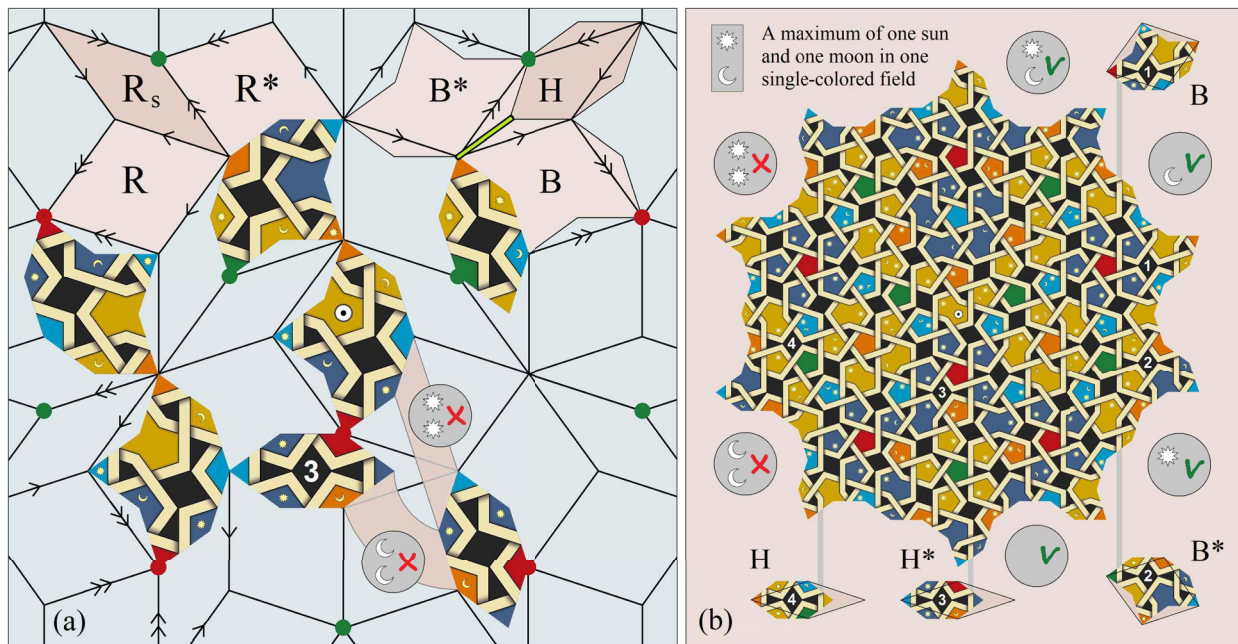 R_s
R*
B*
H
R
B
3
(a)
A maximum of one sun
and one moon in one
single-colored field
1
B
1
2
4
3
H
4
H*
3
B*
2
(b)